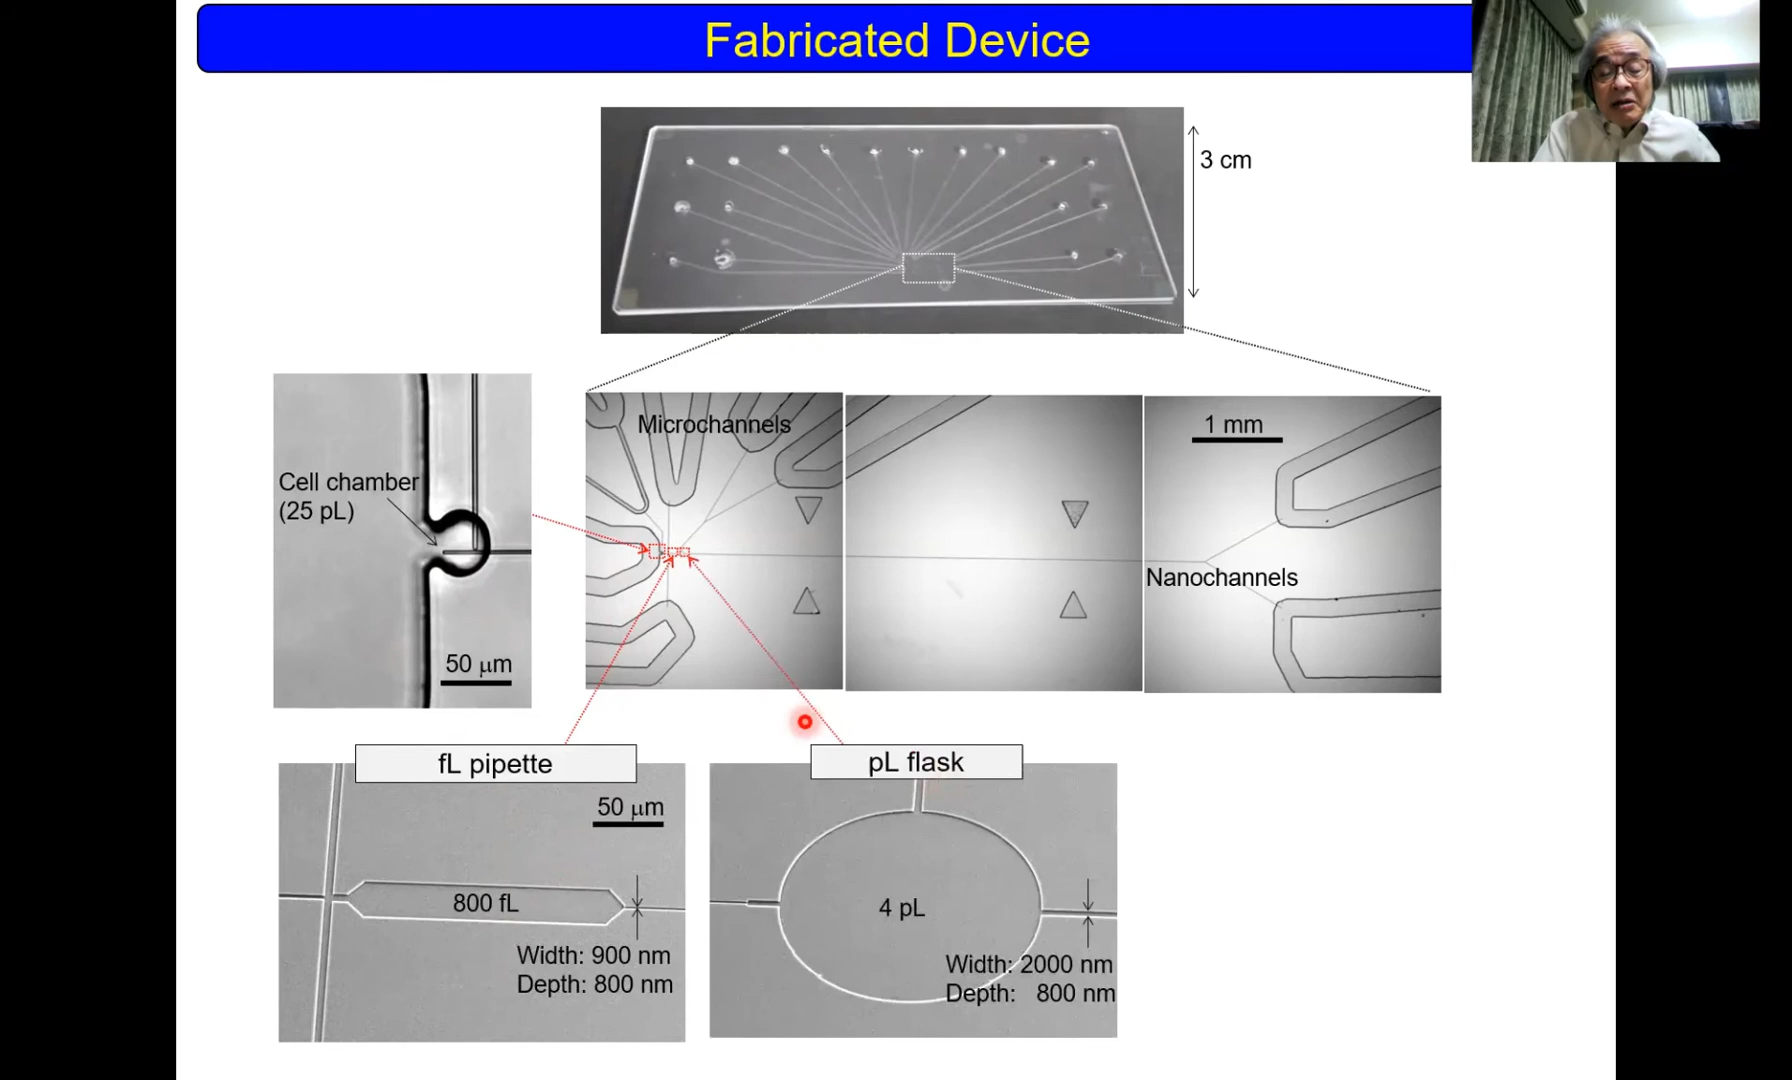 Fabricated Device
3 cm
Microchannels
1 mm
Cell chamber
(25 pL)
Nanochannels
50 μm
fL pipette
pL flask
50 μm
800 fL
4 pL
Width: 900 nm
Depth: 800 nm
Width: 2000 nm
Depth: 800 nm